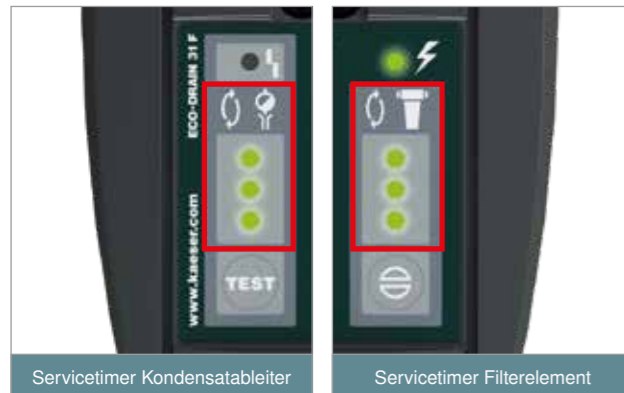 ECO-DRAIN 31 F
www.kaeser.com
TEST
Servicetimer Kondensatableiter
Servicetimer Filterelement